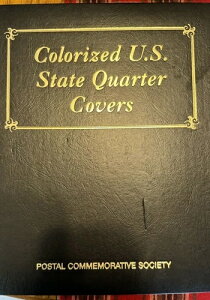 Colorized U.S.
State Quarter
Covers
POSTAL COMMEMORATIVE SOCIETY